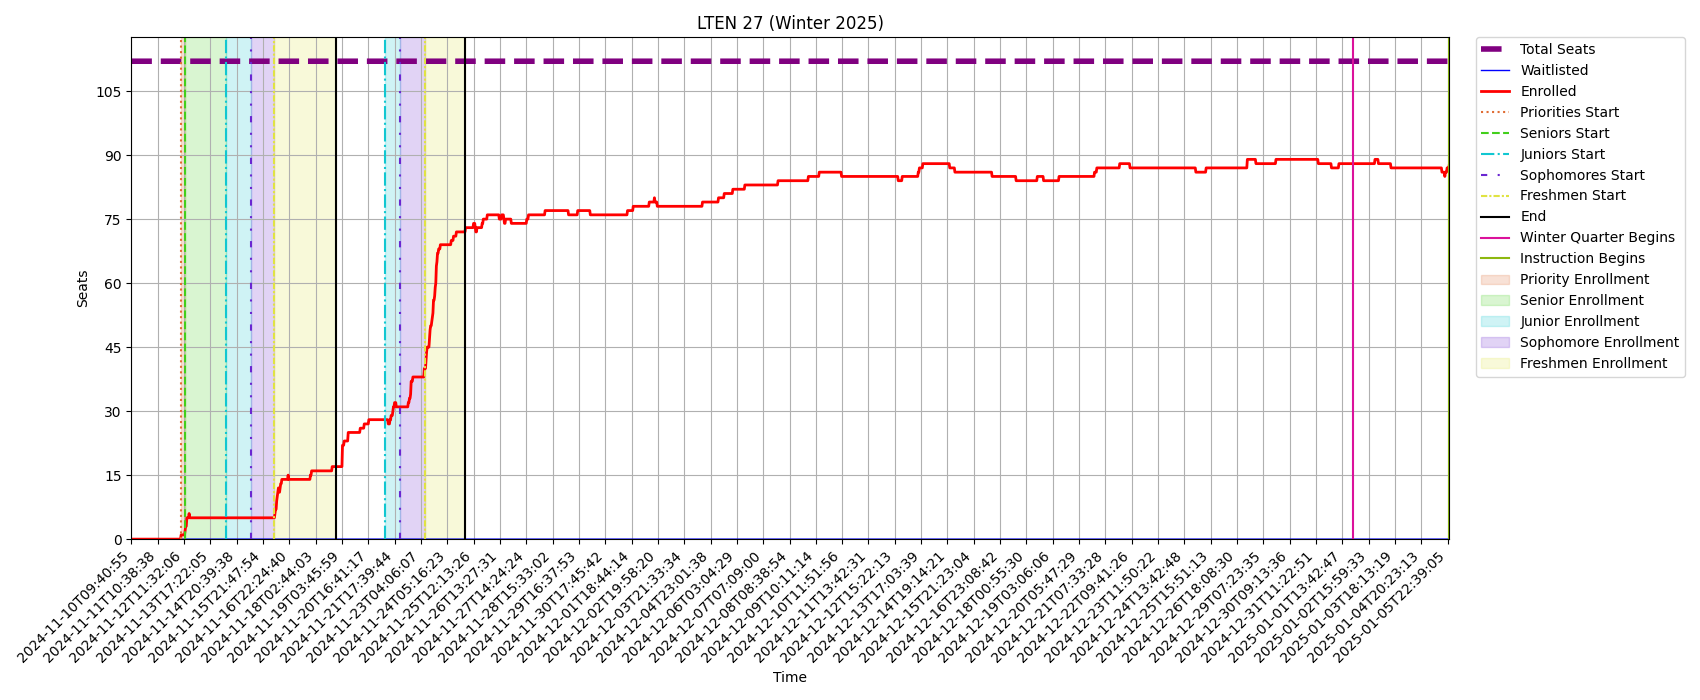 LTEN 27 (Winter 2025)
105
90
75
60
45
30
15
0
Seats
2024-11-10T09:40:55
2024-11-11T10:38:38
2024-11-12T11:32:06
2024-11-13T17:22:05
2024-11-14T20:39:38
2024-11-15T21:47:54
2024-11-16T22:24:40
2024-11-18T02:44:03
2024-11-19T03:45:59
2024-11-20T16:41:17
2024-11-21T17:39:44
2024-11-23T04:06:07
2024-11-24T05:16:23
2024-11-25T12:13:26
2024-11-26T13:27:31
2024-11-27T14:24:24
2024-11-28T15:33:02
2024-11-29T16:37:53
2024-11-30T17:45:42
2024-12-01T18:44:14
2024-12-02T19:58:20
2024-12-03T21:33:34
2024-12-04T23:01:38
2024-12-06T03:04:29
2024-12-07T07:09:00
2024-12-08T08:38:54
2024-12-09T10:11:14
2024-12-10T11:51:56
2024-12-11T13:42:31
2024-12-12T15:22:13
2024-12-13T17:03:39
2024-12-14T19:14:21
2024-12-15T21:23:04
2024-12-16T23:08:42
2024-12-18T00:55:30
2024-12-19T03:06:06
2024-12-20T05:47:29
2024-12-21T07:33:28
2024-12-22T09:41:26
2024-12-23T11:50:22
2024-12-24T13:42:48
2024-12-25T15:51:13
2024-12-26T18:08:30
2024-12-29T07:23:35
2024-12-30T09:13:36
2024-12-31T11:22:51
2025-01-01T13:42:47
2025-01-02T15:59:33
2025-01-03T18:13:19
2025-01-04T20:23:13
2025-01-05T22:39:05
Time
Total Seats
Waitlisted
Enrolled
Priorities Start
Seniors Start
Juniors Start
Sophomores Start
Freshmen Start
End
Winter Quarter Begins
Instruction Begins
Priority Enrollment
Senior Enrollment
Junior Enrollment
Sophomore Enrollment
Freshmen Enrollment